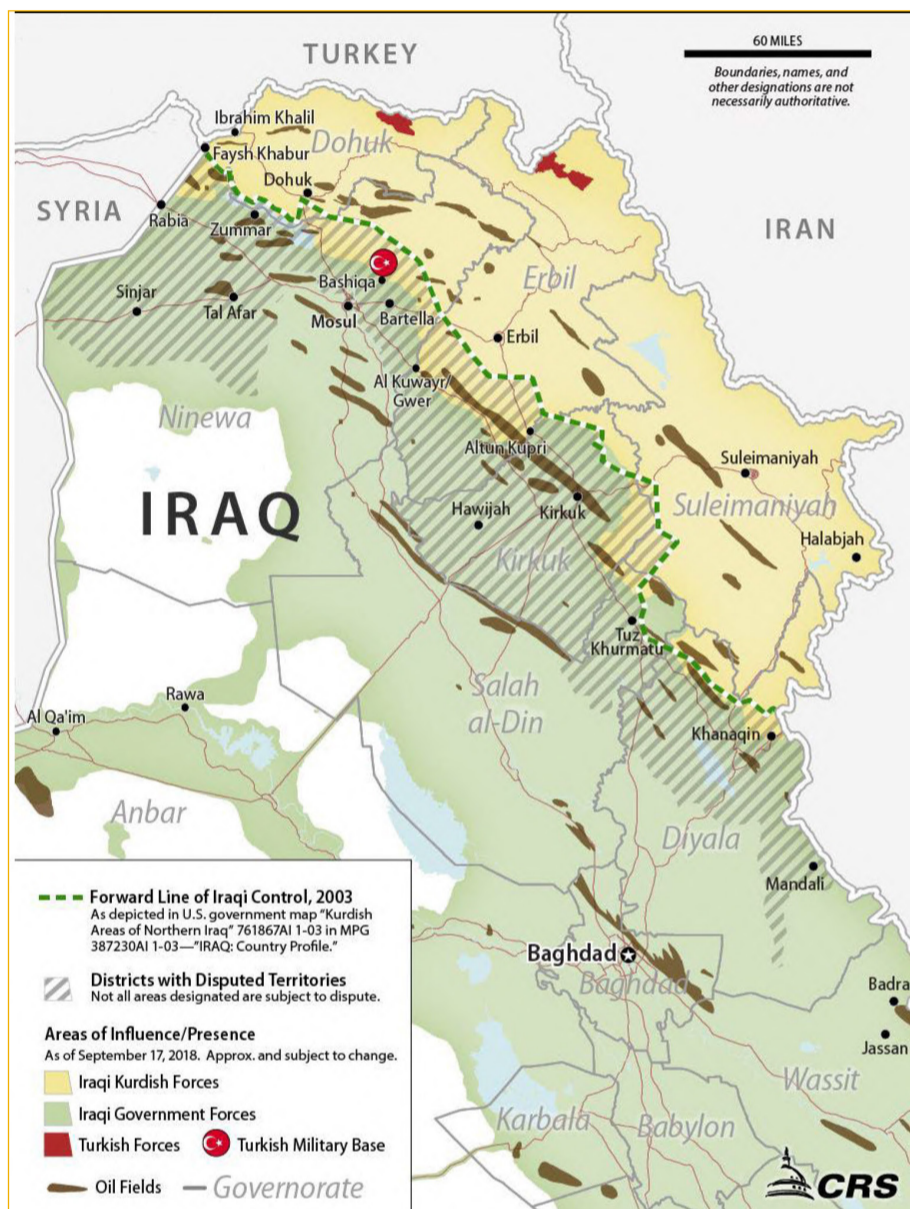 TURKEY
60 MILES
Boundaries, names, and
other designations are not
necessarily authoritative.
Ibrahim Khalil
Dohuk
Faysh Khabur
Dohuk
SYRIA
Rabia
Zummar
IRAN
Erbil
Bashiqa
Sinjar
Tal Afar
Mosul
Bartella
Erbil
Al Kuwayr/
Gwer
Ninewa
Altun Kupri
Suleimaniyah
IRAQ
Hawijah
Kirkuk
Suleimaniyah
Halabjah
Kirkuk
Tuz
Khurmatu
Salah
al-Din
Rawa
Al Qa'im
Khanaqin
Anbar
Diyala
Mandali
Forward Line of Iraqi Control, 2003
As depicted in U.S. government map "Kurdish
Areas of Northern Iraq" 761867AI 1-03 in MPG
387230AI 1-03—"IRAQ: Country Profile."
Districts with Disputed Territories
Not all areas designated are subject to dispute.
Areas of Influence/Presence
As of September 17, 2018. Approx. and subject to change.
Iraqi Kurdish Forces
Iraqi Government Forces
Turkish Forces
Turkish Military Base
Oil Fields
Governorate
Baghdad
Baghdad
Badra
Jassan
Wassit
Karbala
Babylon
CRS